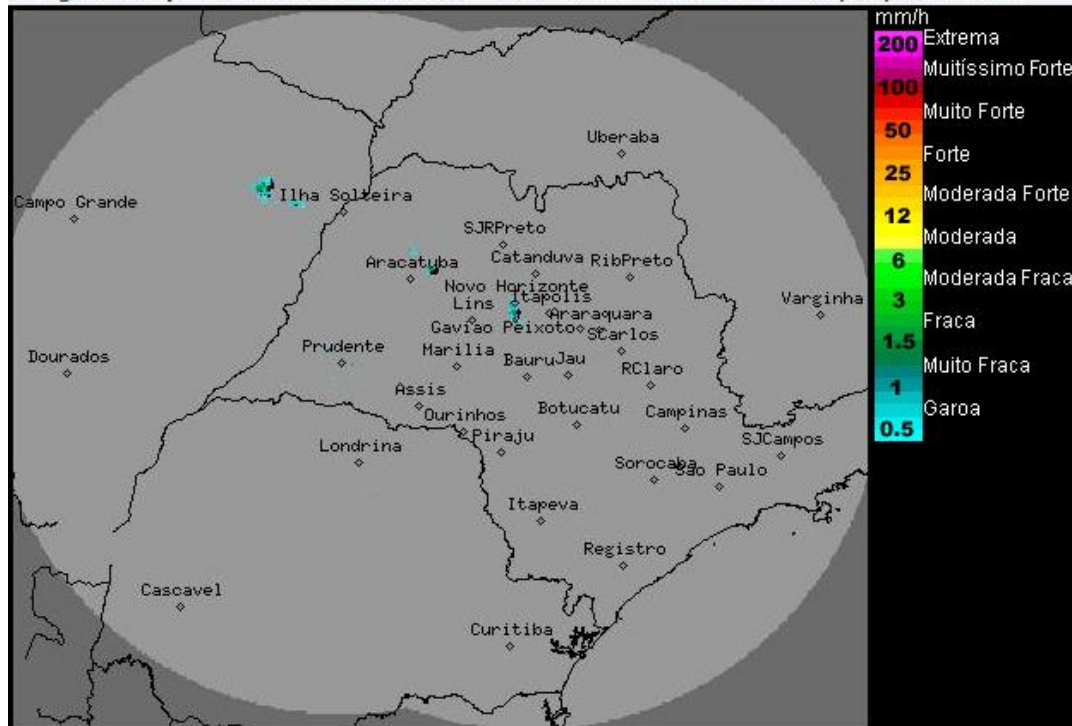 mm/h
200 Extrema
Muitíssimo Forte
100
Muito Forte
50
Forte
25
Moderada Forte
12
Moderada
6
Moderada Fraca
3
Fraca
1.5
Muito Fraca
1
Garoa
0.5
Uberaba
Campo Grande
Ilha Solteira
SJRPreto
Aracatuba
Catanduva
RibPreto
Novo Horizonte
Itapolis
Lins
Araraquara
Varginha
Gaviao Peixoto
SCarlos
Dourados
Prudente
Marilia
Bauru
Jau
RClaro
Assis
Ourinhos
Botucatu
Campinas
Londrina
Piraju
SJCampos
Sorocaba
Sao Paulo
Itapeva
Registro
Cascavel
Curitiba